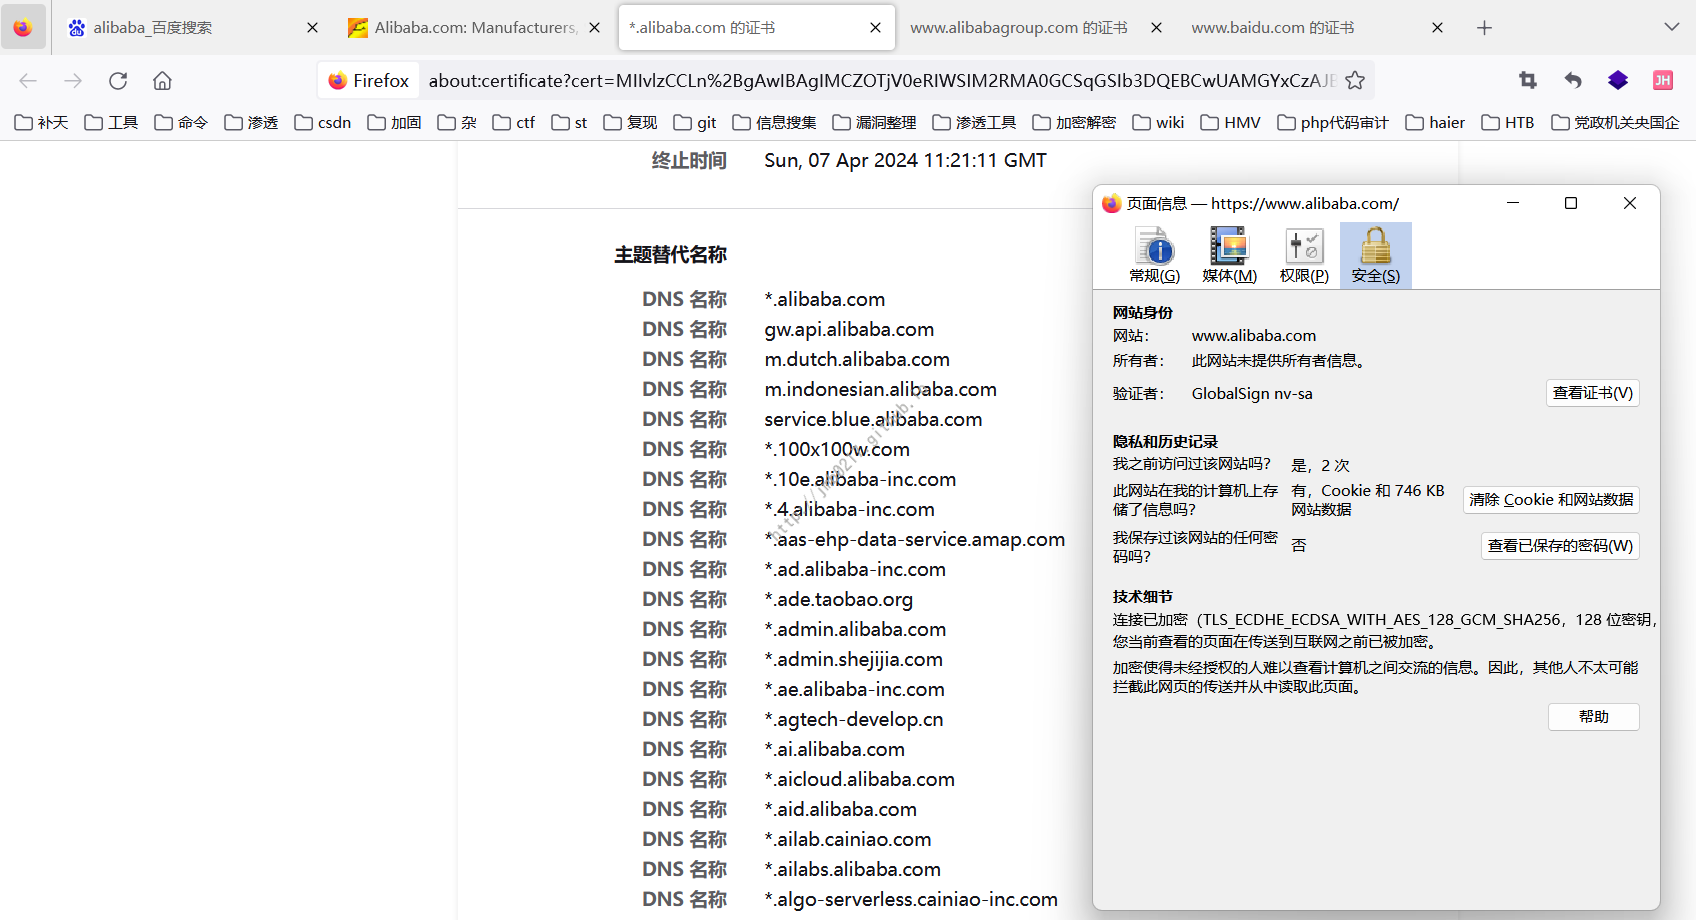 alibaba_百度搜索
Alibaba.com: Manufacturers,
*.alibaba.com 的证书
www.alibabagroup.com 的证书
www.baidu.com 的证书
Firefox
about:certificate?cert=MIIvlzCCLn%2BgAwIBAgIMCZOTjV0eRIWSIM2RMA0GCSqGSIb3DQEBCwUAMGYxCzAJB
JH
补天
工具
命令
渗透
csdn
加固
杂
ctf
st
复现
git
信息搜集
漏洞整理
渗透工具
加密解密
wiki
HMV
php代码审计
haier
HTB
党政机关央国企
终止时间 Sun, 07 Apr 2024 11:21:11 GMT
主题替代名称
DNS 名称 *.alibaba.com
DNS 名称 gw.api.alibaba.com
DNS 名称 m.dutch.alibaba.com
DNS 名称 m.indonesian.alibaba.com
DNS 名称 service.blue.alibaba.com
DNS 名称 *.100x100w.com
DNS 名称 *.10e.alibaba-inc.com
DNS 名称 *.4.alibaba-inc.com
DNS 名称 *.aas-ehp-data-service.amap.com
DNS 名称 *.ad.alibaba-inc.com
DNS 名称 *.ade.taobao.org
DNS 名称 *.admin.alibaba.com
DNS 名称 *.admin.shejijia.com
DNS 名称 *.ae.alibaba-inc.com
DNS 名称 *.agtech-develop.cn
DNS 名称 *.ai.alibaba.com
DNS 名称 *.aicloud.alibaba.com
DNS 名称 *.aid.alibaba.com
DNS 名称 *.ailab.cainiao.com
DNS 名称 *.ailabs.alibaba.com
DNS 名称 *.algo-serverless.cainiao-inc.com
页面信息 — https://www.alibaba.com/
常规(G)
媒体(M)
权限(P)
安全(S)
网站身份
网站： www.alibaba.com
所有者： 此网站未提供所有者信息。
验证者： GlobalSign nv-sa
查看证书(V)
隐私和历史记录
我之前访问过该网站吗？ 是，2 次
此网站在我的计算机上存
储了信息吗？
有，Cookie 和 746 KB
网站数据
清除 Cookie 和网站数据
我保存过该网站的任何密
码吗？
否
查看已保存的密码(W)
技术细节
连接已加密（TLS_ECDHE_ECDSA_WITH_AES_128_GCM_SHA256，128 位密钥，
您当前查看的页面在传送到互联网之前已被加密。
加密使得未经授权的人难以查看计算机之间交流的信息。因此，其他人不太可能
拦截此网页的传送并从中读取此页面。
帮助